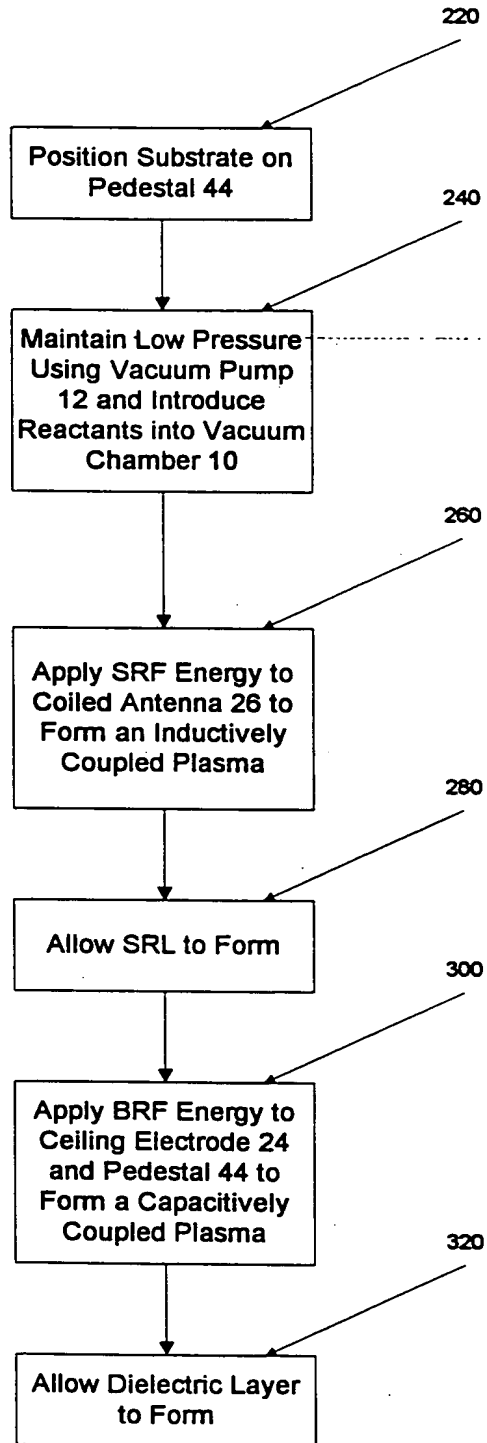 220
Position Substrate on
Pedestal 44
240
Maintain Low Pressure
Using Vacuum Pump
12 and Introduce
Reactants into Vacuum
Chamber 10
260
Apply SRF Energy to
Coiled Antenna 26 to
Form an Inductively
Coupled Plasma
280
Allow SRL to Form
300
Apply BRF Energy to
Ceiling Electrode 24
and Pedestal 44 to
Form a Capacitively
Coupled Plasma
320
Allow Dielectric Layer
to Form